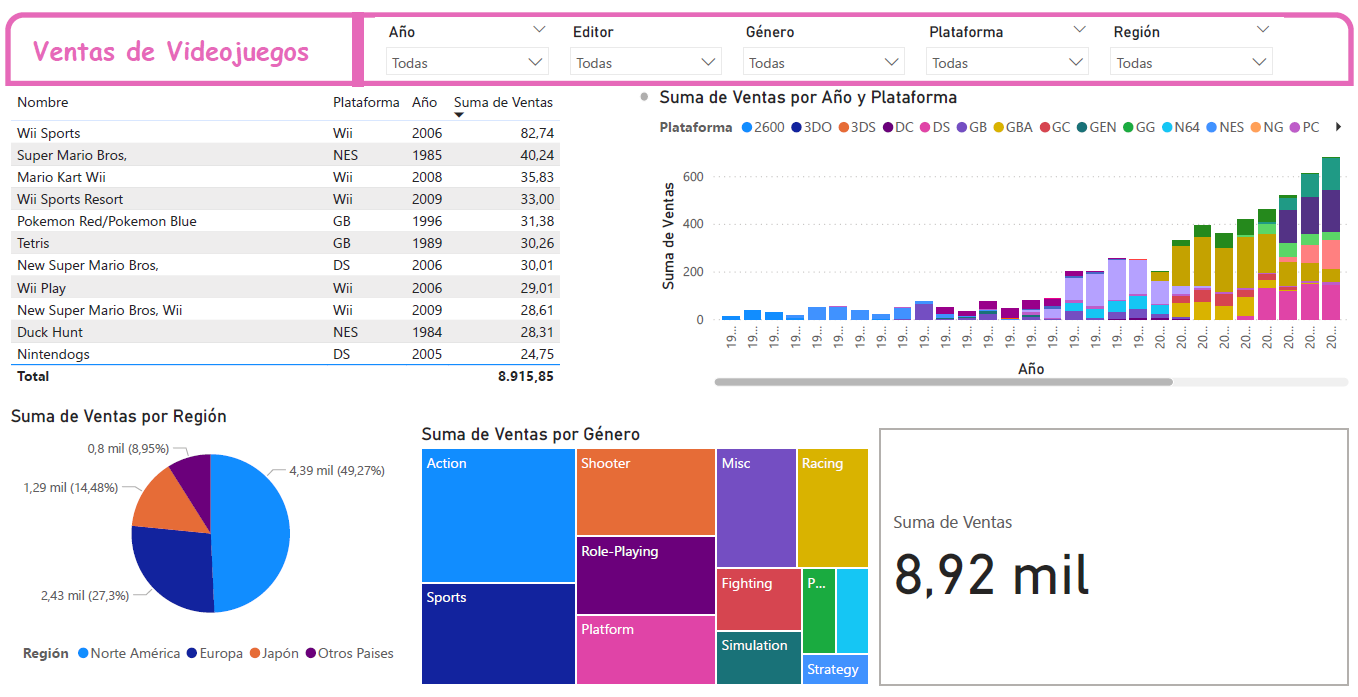 Ventas de Videojuegos
Año Editor Género Plataforma Región
Todas Todas Todas Todas Todas
Nombre Plataforma Año Suma de Ventas
Wii Sports Wii 2006 82,74
Super Mario Bros, NES 1985 40,24
Mario Kart Wii Wii 2008 35,83
Wii Sports Resort Wii 2009 33,00
Pokemon Red/Pokemon Blue GB 1996 31,38
Tetris GB 1989 30,26
New Super Mario Bros, DS 2006 30,01
Wii Play Wii 2006 29,01
New Super Mario Bros, Wii Wii 2009 28,61
Duck Hunt NES 1984 28,31
Nintendogs DS 2005 24,75
Total 8.915,85
Suma de Ventas por Año y Plataforma
Plataforma 2600 3DO 3DS DC DS GB GBA GC GEN GG N64 NES NG PC
Suma de Ventas
600
400
200
0
19... 19... 19... 19... 19... 19... 19... 19... 19... 19... 19... 19... 19... 19... 19... 19... 19... 19... 19... 19... 20... 20... 20... 20... 20... 20... 20... 20... 20...
Año
Suma de Ventas por Región
0,8 mil (8,95%)
4,39 mil (49,27%)
1,29 mil (14,48%)
2,43 mil (27,3%)
Región Norte América Europa Japón Otros Paises
Suma de Ventas por Género
Action
Shooter
Misc
Racing
Role-Playing
Sports
Fighting
P...
Platform
Simulation
Strategy
Suma de Ventas
8,92 mil